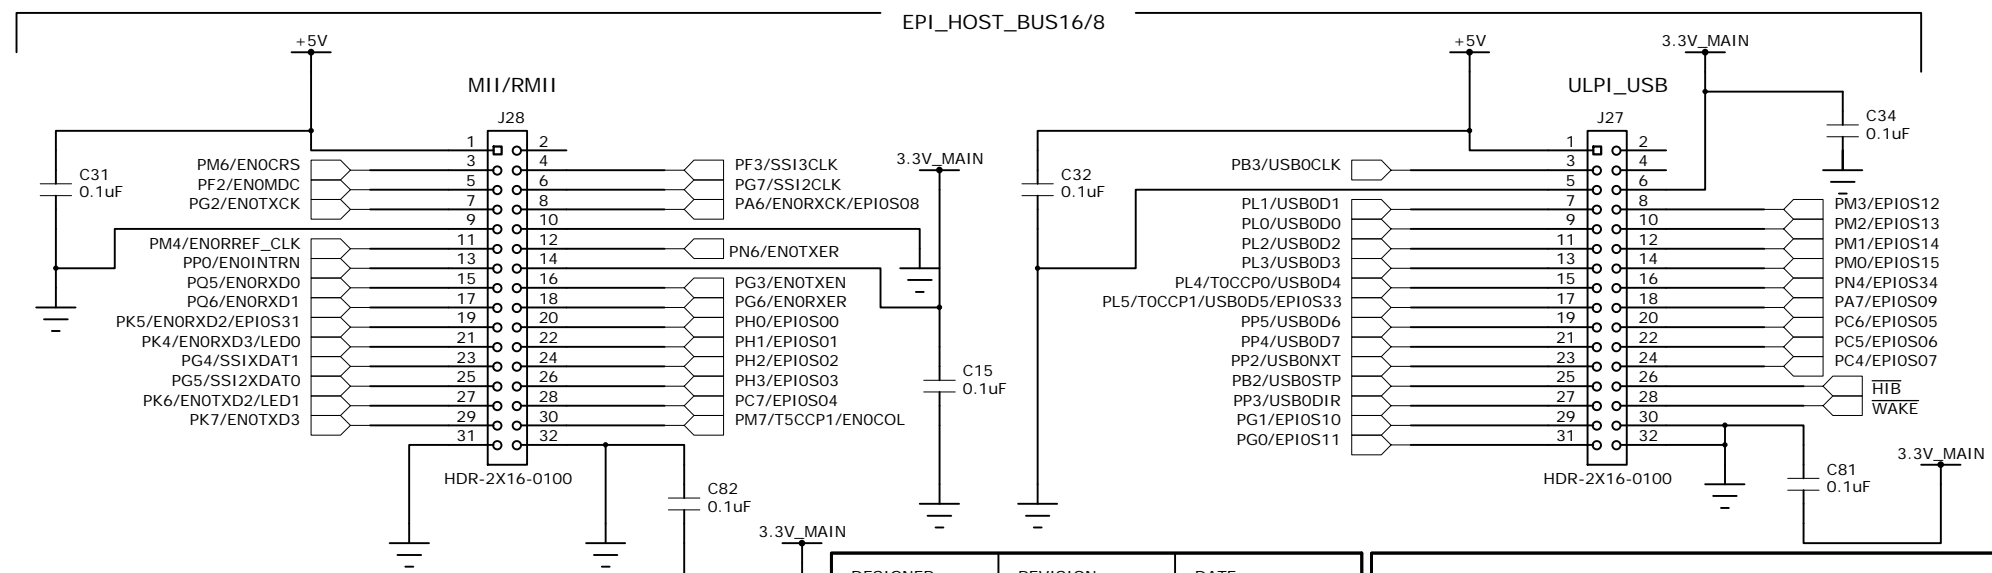 EPI_HOST_BUS16/8
+5V
MII/RMII
J28
1 2
PM6/EN0CRS 3 4 PF3/SSI3CLK
PF2/EN0MDC 5 6 PG7/SSI2CLK
PG2/EN0TXCK 7 8 PA6/EN0RXCK/EPI0S08
9 10
PM4/EN0RREF_CLK 11 12 PN6/EN0TXER
PP0/EN0INTRN 13 14
PQ5/EN0RXD0 15 16 PG3/EN0TXEN
PQ6/EN0RXD1 17 18 PG6/EN0RXER
PK5/EN0RXD2/EPI0S31 19 20 PH0/EPI0S00
PK4/EN0RXD3/LED0 21 22 PH1/EPI0S01
PG4/SSIXDAT1 23 24 PH2/EPI0S02
PG5/SSI2XDAT0 25 26 PH3/EPI0S03
PK6/EN0TXD2/LED1 27 28 PC7/EPI0S04
PK7/EN0TXD3 29 30 PM7/T5CCP1/EN0COL
31 32
HDR-2X16-0100
C31
0.1uF
3.3V_MAIN
C15
0.1uF
C82
0.1uF
3.3V_MAIN
+5V
3.3V_MAIN
ULPI_USB
J27
C34
0.1uF
C32
0.1uF
1 2
PB3/USB0CLK 3 4
5 6
PL1/USB0D1 7 8 PM3/EPI0S12
PL0/USB0D0 9 10 PM2/EPI0S13
PL2/USB0D2 11 12 PM1/EPI0S14
PL3/USB0D3 13 14 PM0/EPI0S15
PL4/T0CCP0/USB0D4 15 16 PN4/EPI0S34
PL5/T0CCP1/USB0D5/EPI0S33 17 18 PA7/EPI0S09
PP5/USB0D6 19 20 PC6/EPI0S05
PP4/USB0D7 21 22 PC5/EPI0S06
PP2/USB0NXT 23 24 PC4/EPI0S07
PB2/USB0STP 25 26 HIB
PP3/USB0DIR 27 28 WAKE
PG1/EPI0S10 29 30
PG0/EPI0S11 31 32
HDR-2X16-0100
C81
0.1uF
3.3V_MAIN
DESIGNER REVISION DATE